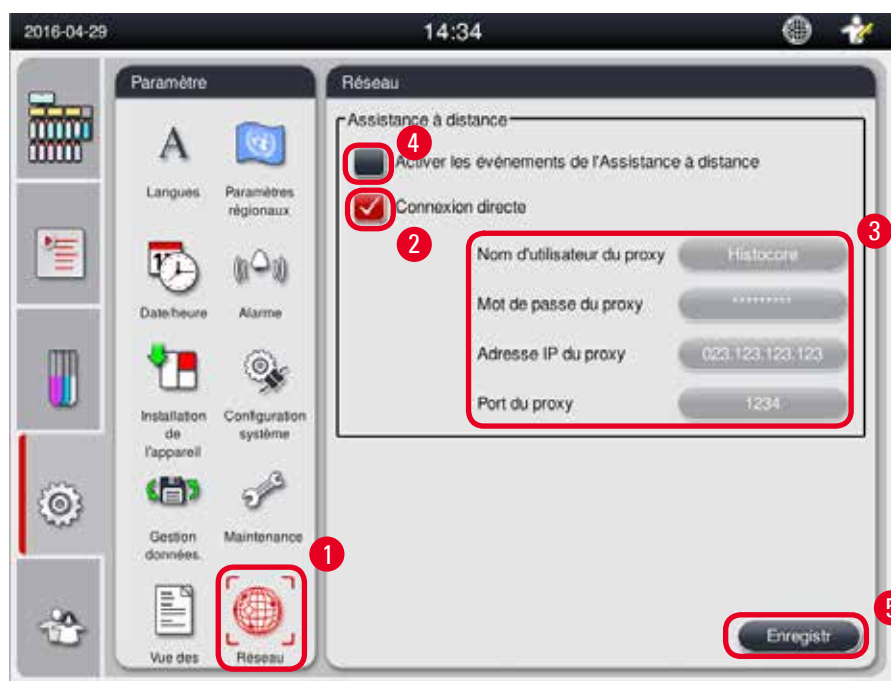 2016-04-29
14:34
Paramètre
Langues
Paramètres
régionaux
Date/heure
Alarme
Installation
de
l'appareil
Configuration
système
Gestion
données.
Maintenance
1
Vue des
Réseau
Réseau
Assistance à distance
4
Activer les événements de l'Assistance à distance
Connexion directe
2
3
Nom d'utilisateur du proxy
Histocore
Mot de passe du proxy
*********
Adresse IP du proxy
023.123.123.123
Port du proxy
1234
5
Enregistr